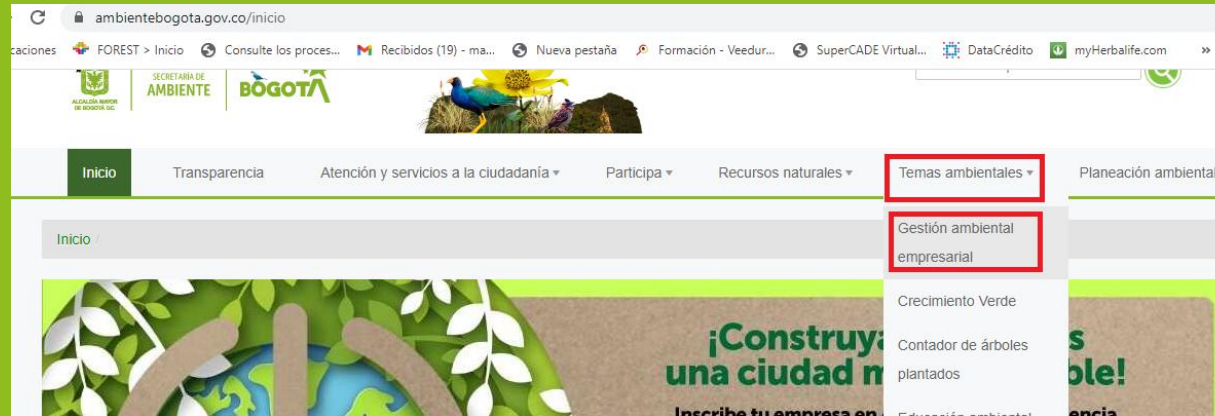 ambientebogota.gov.co/inicio
caciones FOREST > Inicio Consulte los proces... Recibidos (19) - ma... Nueva pestaña Formación - Veedur... SuperCADE Virtual... DataCrédito myHerbalife.com »
ALCALDÍA MAYOR
DE BOGOTÁ D.C.
SECRETARÍA DE
AMBIENTE
BOGOTÁ
Inicio Transparencia Atención y servicios a la ciudadanía Participa Recursos naturales Temas ambientales Planeación ambiental
Inicio /
Gestión ambiental
empresarial
Crecimiento Verde
Contador de árboles
plantados
¡Construya s
una ciudad m ble!
Inscribe tu empresa en encia
Educación ambiental